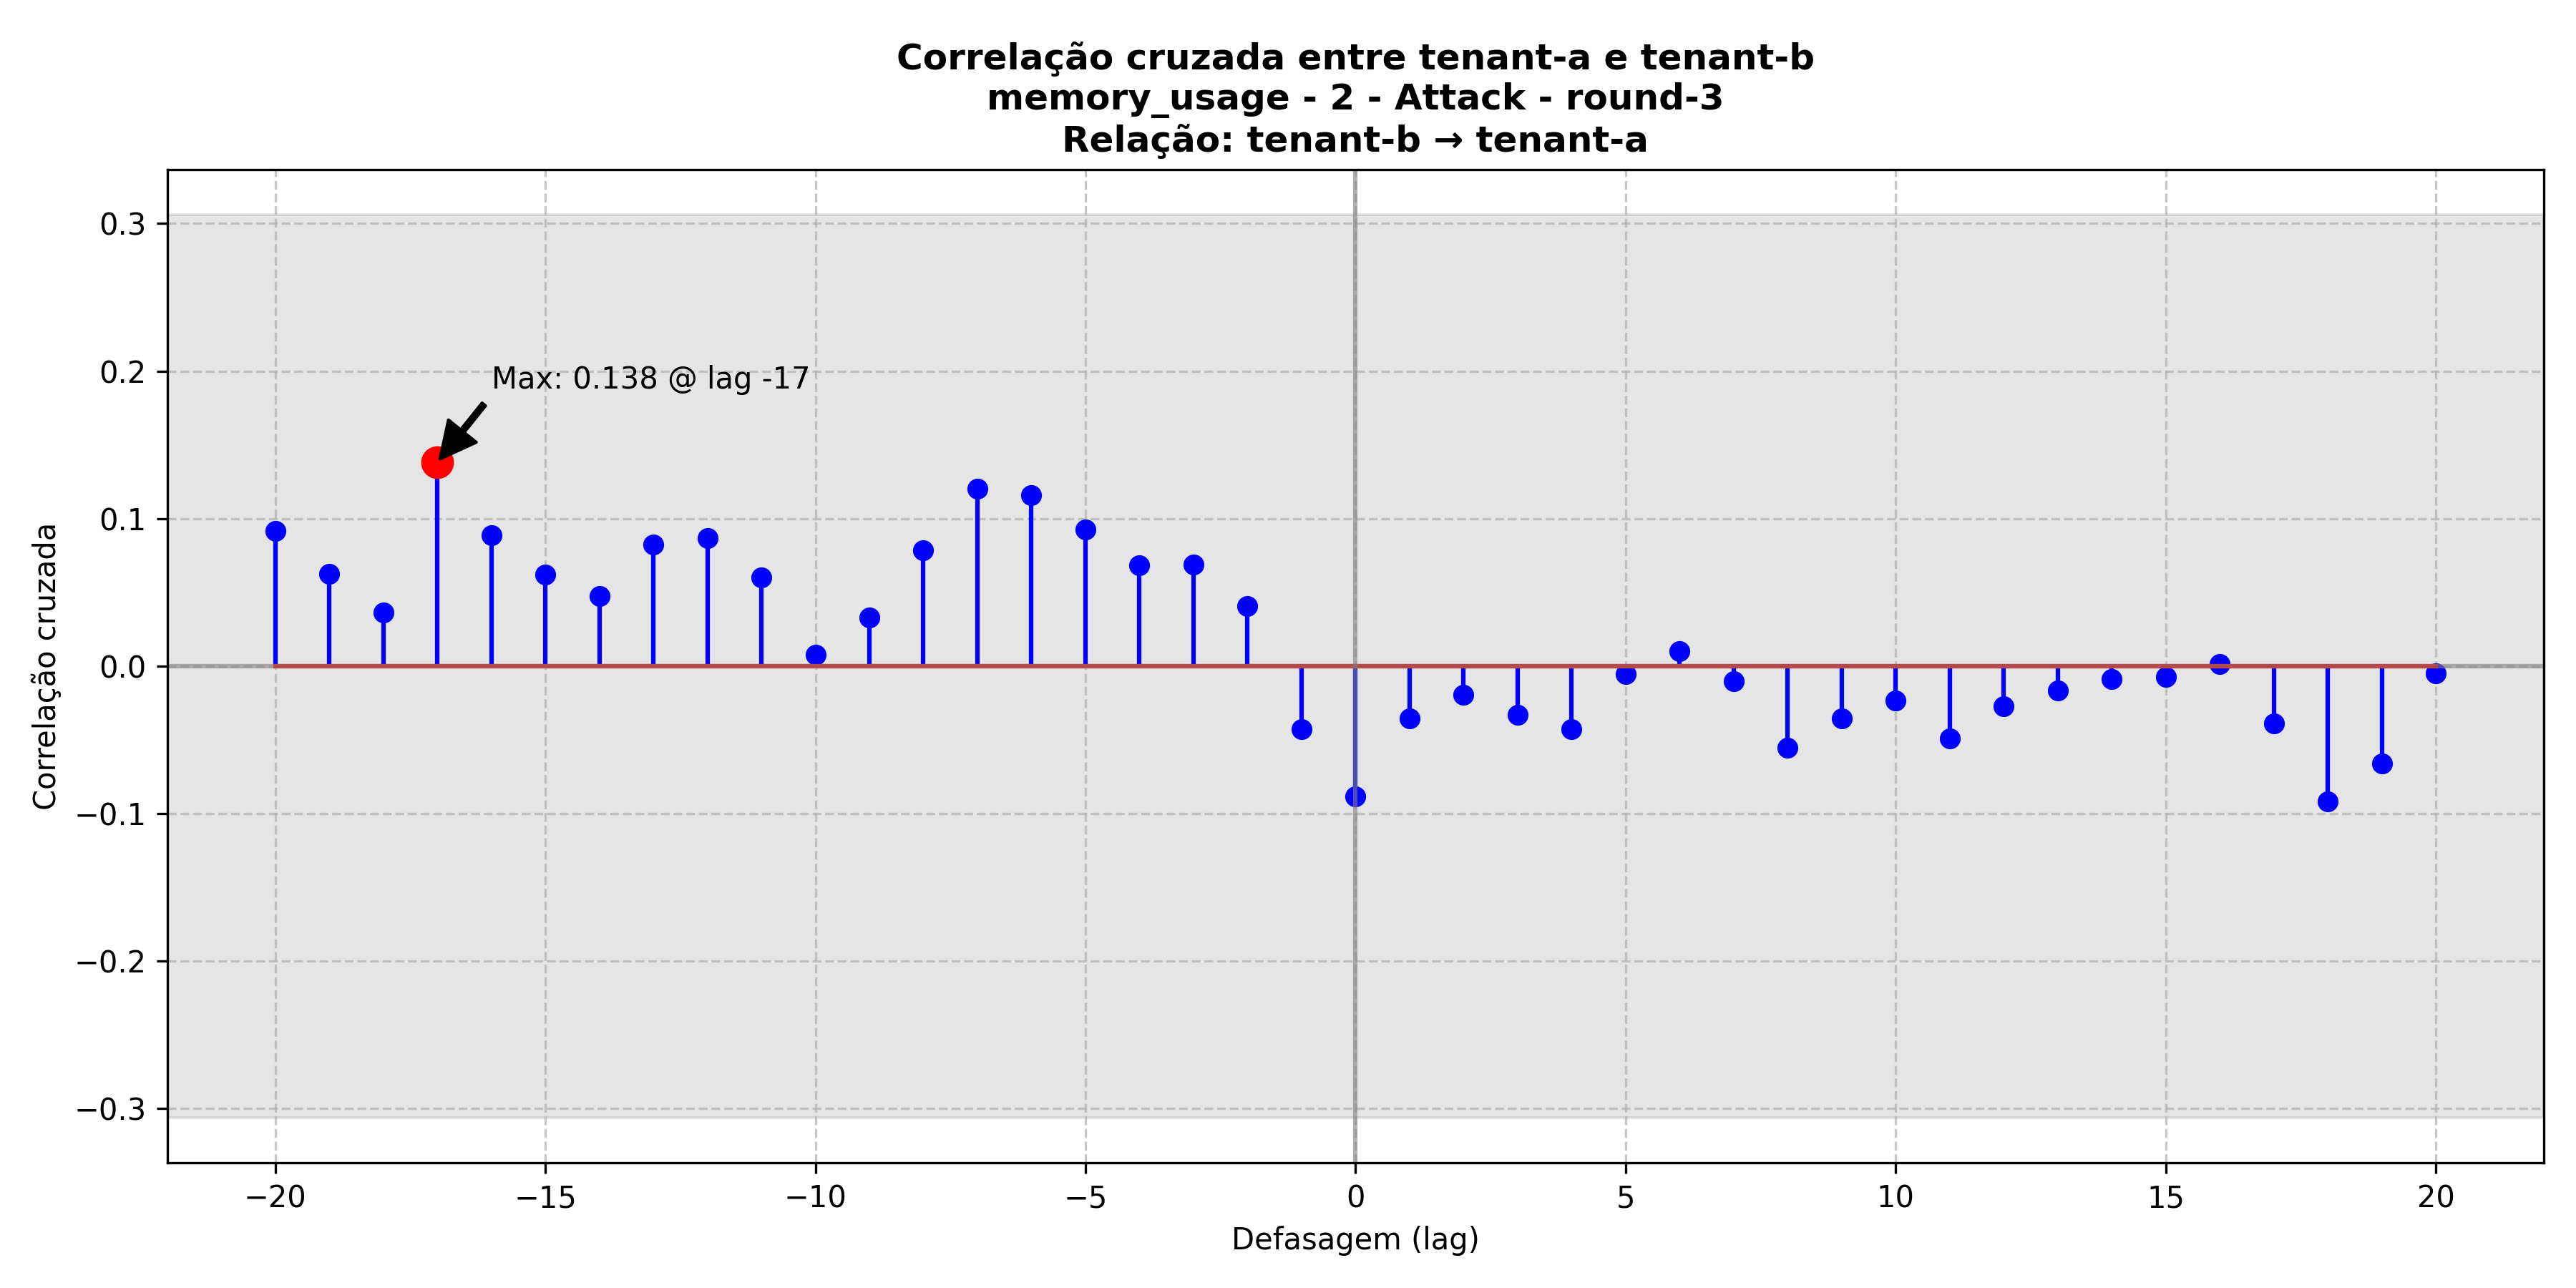 Correlação cruzada entre tenant-a e tenant-b
memory_usage - 2 - Attack - round-3
Relação: tenant-b → tenant-a
Correlação cruzada
0.3
0.2
0.1
0.0
−0.1
−0.2
−0.3
Max: 0.138 @ lag -17
−20
−15
−10
−5
0
5
10
15
20
Defasagem (lag)